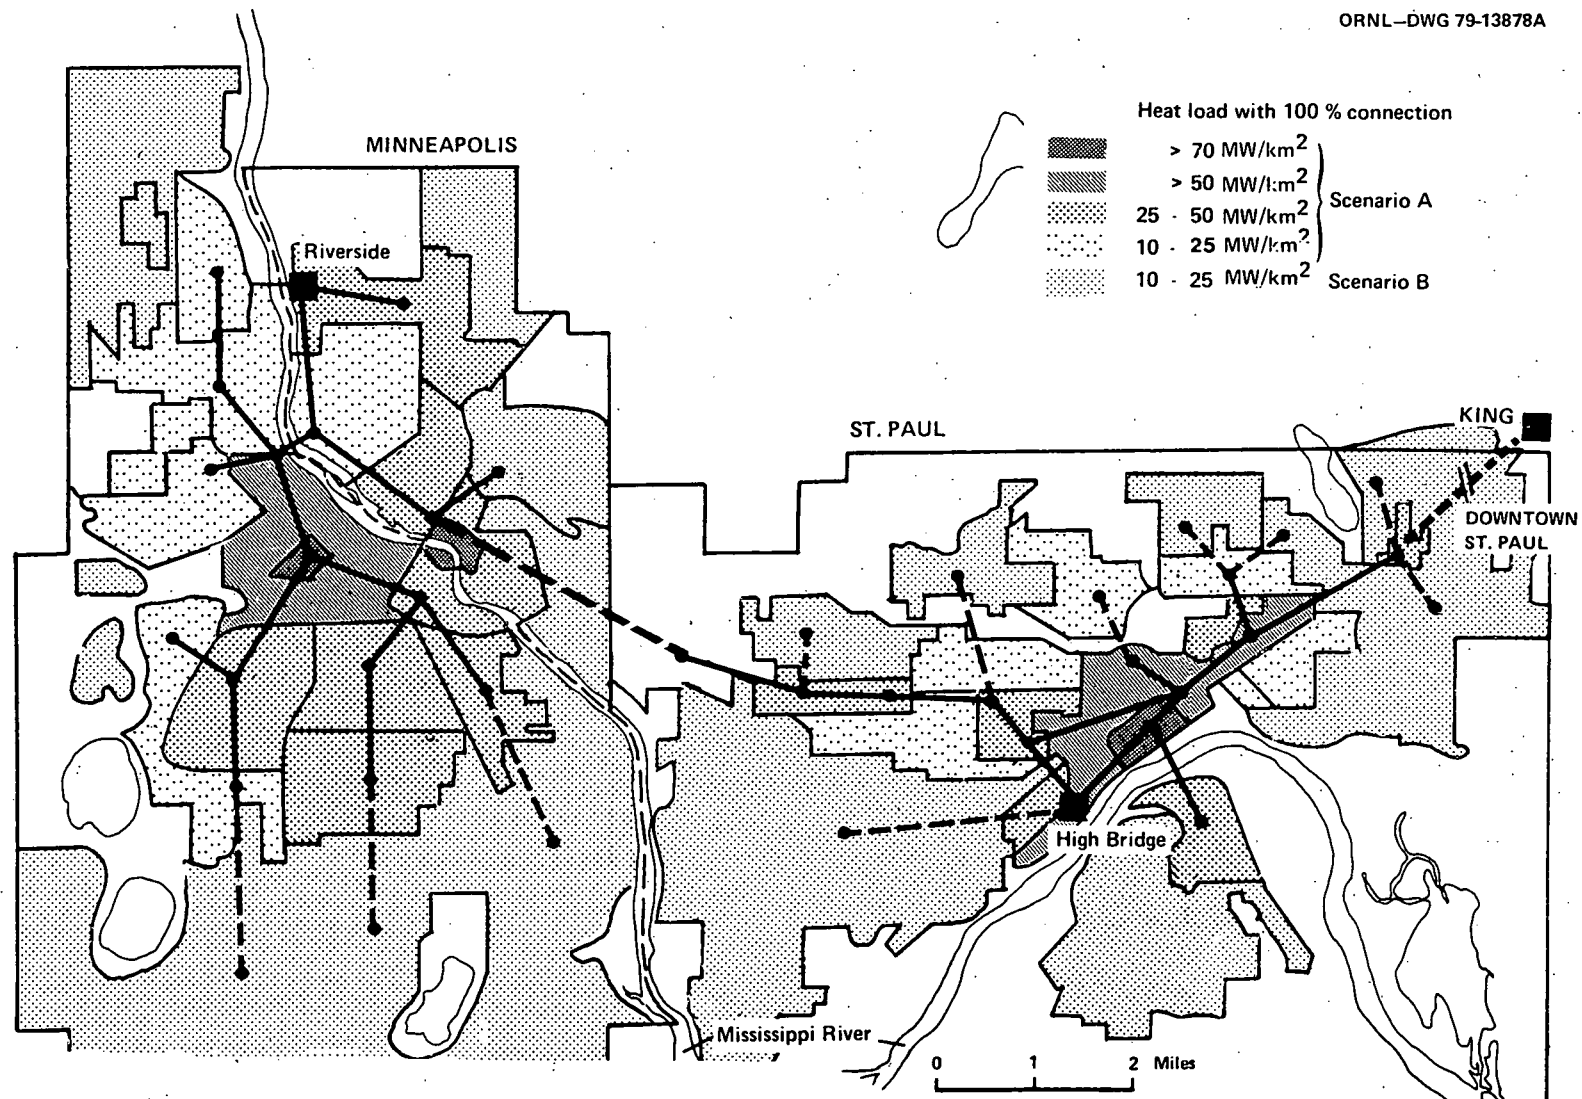 ORNL–DWG 79-13878A
Heat load with 100 % connection
MINNEAPOLIS
> 70 MW/km2
> 50 MW/km2
Scenario A
25 - 50 MW/km2
10 - 25 MW/km2
10 - 25 MW/km2 Scenario B
Riverside
KING
ST. PAUL
DOWNTOWN
ST. PAUL
High Bridge
Mississippi River
0 1 2 Miles